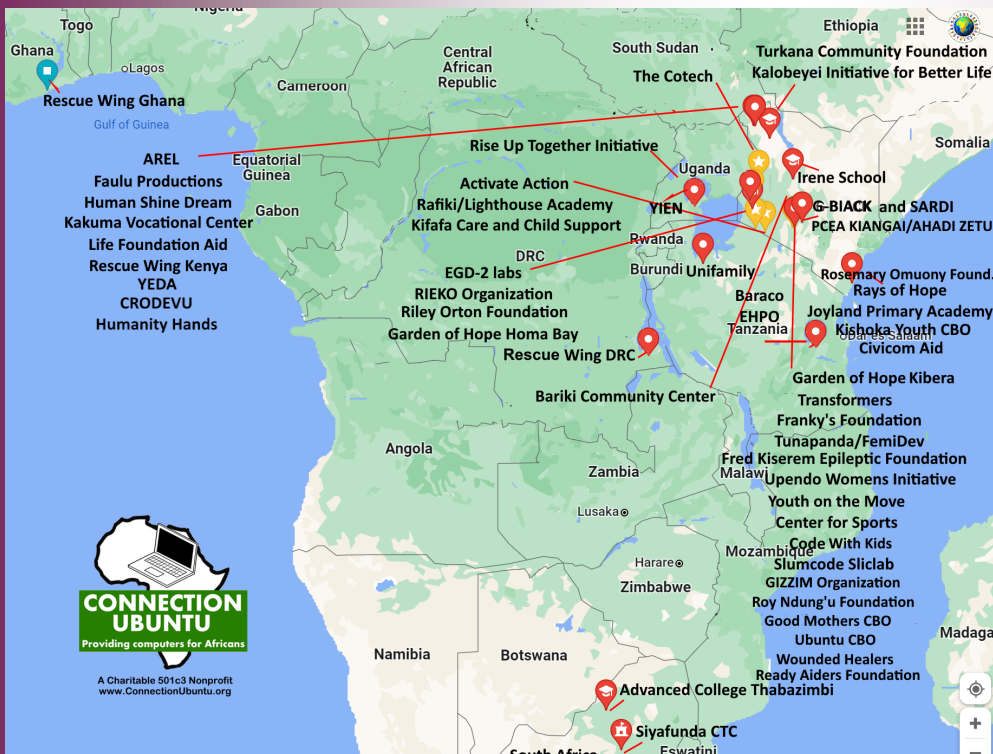 Nigeria
Togo
Ghana
Lagos
Rescue Wing Ghana
Gulf of Guinea
Cameroon
Central
African
Republic
South Sudan
Ethiopia
Turkana Community Foundation
Kalobeyei Initiative for Better Life
The Cotech
Somalia
AREL
Faulu Productions
Human Shine Dream
Kakuma Vocational Center
Life Foundation Aid
Rescue Wing Kenya
YEDA
CRODEVU
Humanity Hands
Equatorial
Guinea
Gabon
Rise Up Together Initiative
Uganda
Activate Action
Rafiki/Lighthouse Academy
YIEN
Kifafa Care and Child Support
Irene School
G-BIACK and SARDI
PCEA KIANGAI/AHADI ZETU
DRC
Rwanda
Burundi
Unifamily
EGD-2 labs
RIEKO Organization
Riley Orton Foundation
Garden of Hope Homa Bay
Rescue Wing DRC
Baraco
EHPO
Tanzania
Rosemary Omuony Found.
Rays of Hope
Joyland Primary Academy
Kishoka Youth CBO
Dar es Salaam
Civicom Aid
Bariki Community Center
Garden of Hope Kibera
Transformers
Franky's Foundation
Tunapanda/FemiDev
Fred Kiserem Epileptic Foundation
Upendo Womens Initiative
Youth on the Move
Center for Sports
Code With Kids
Slumcode Sliclab
GIZZIM Organization
Roy Ndung'u Foundation
Good Mothers CBO
Ubuntu CBO
Wounded Healers
Ready Aiders Foundation
Angola
Zambia
Malawi
Lusaka
Harare
Mozambique
Zimbabwe
Madaga
Namibia
Botswana
CONNECTION
UBUNTU
Providing computers for Africans
A Charitable 501c3 Nonprofit
www.ConnectionUbuntu.org
Advanced College Thabazimbi
Siyafunda CTC
South Africa
Eswatini